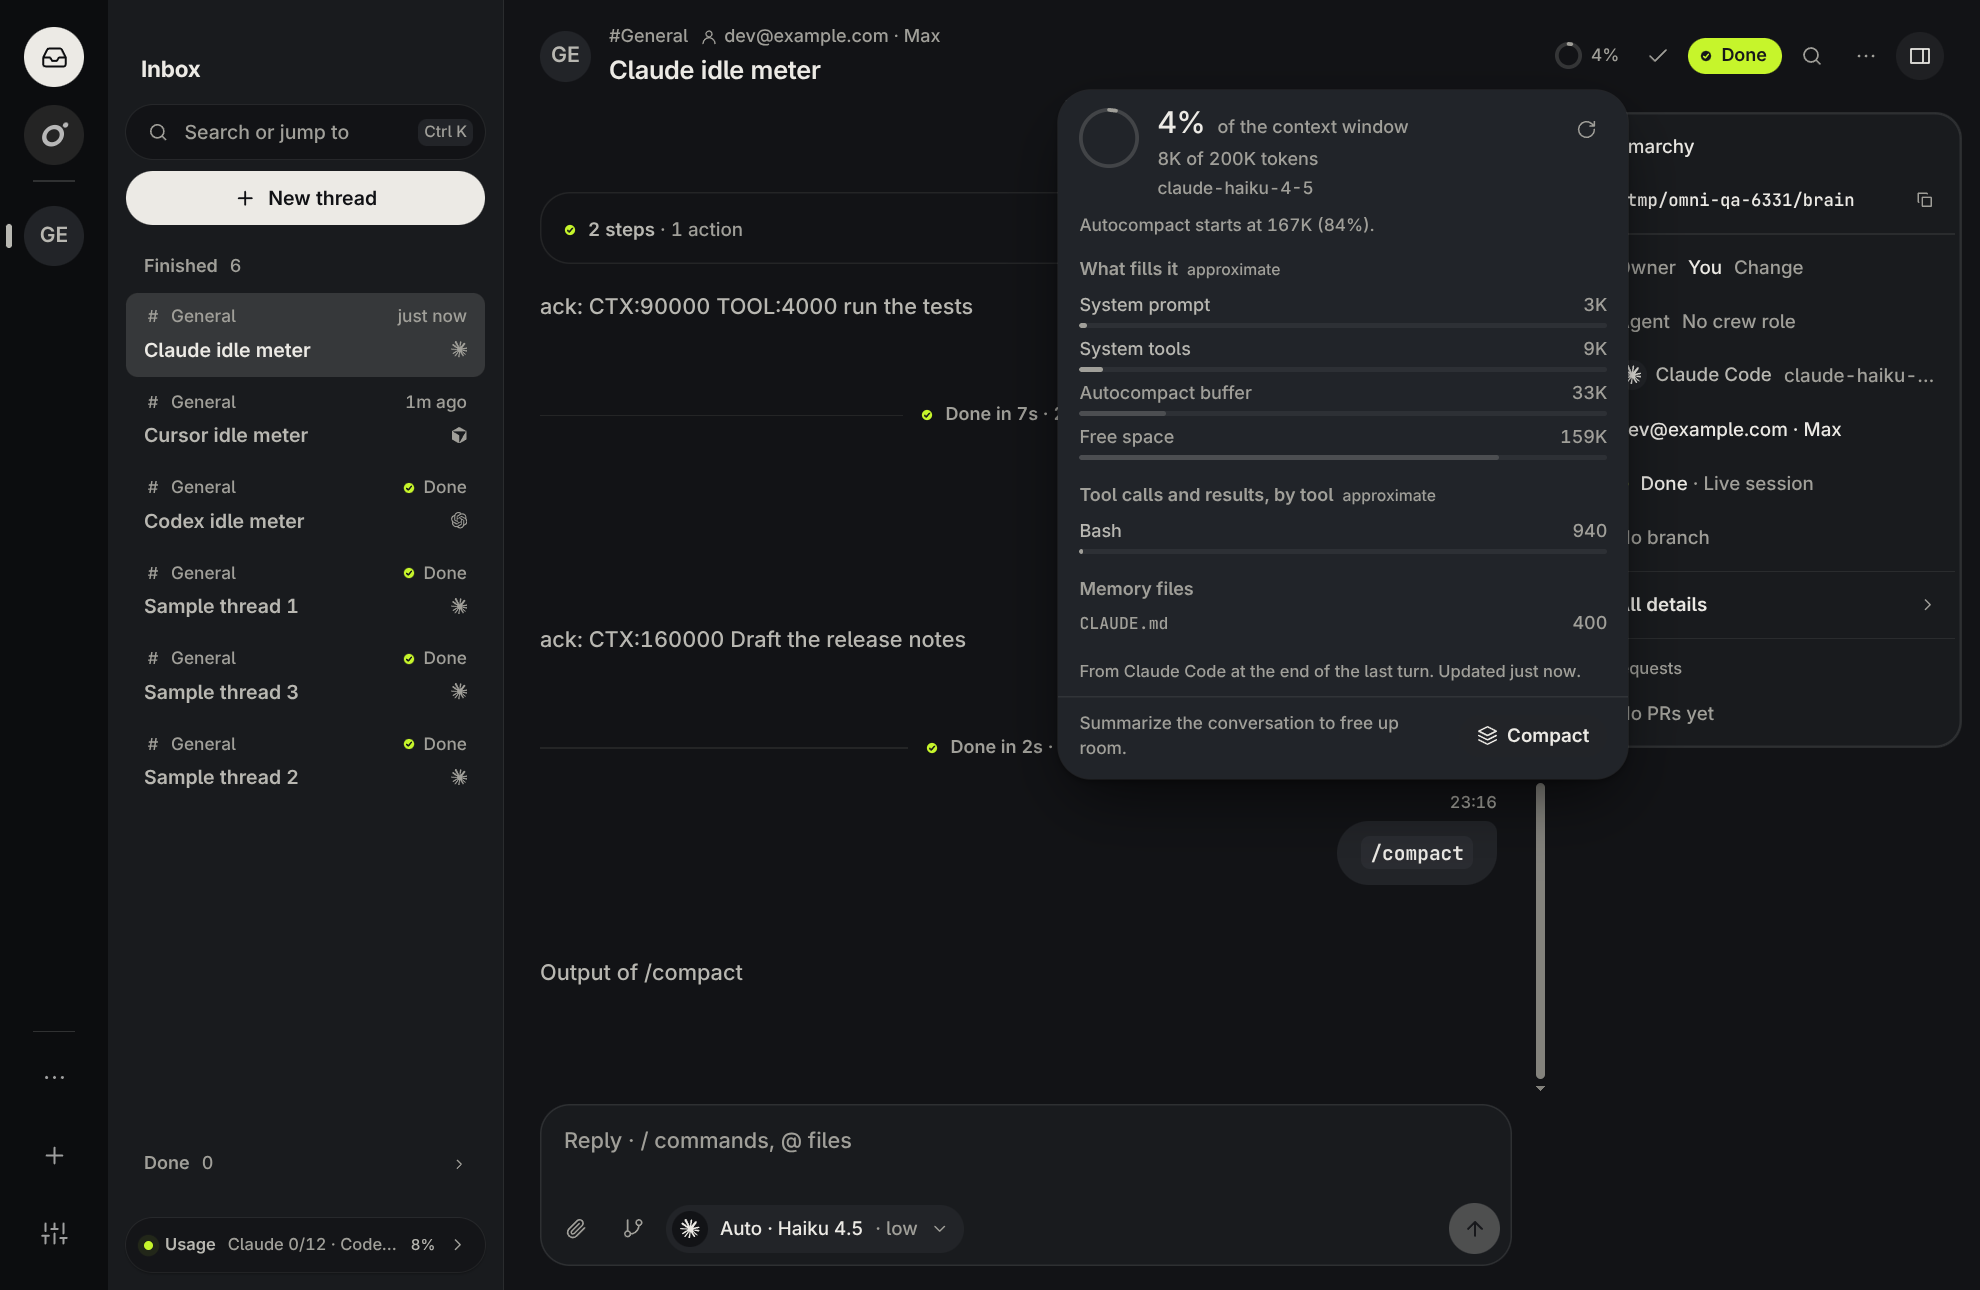 Inbox
Search or jump to
Ctrl K
New thread
GE
Finished 6
# General
just now
Claude idle meter
# General
1m ago
Cursor idle meter
# General
Done
Codex idle meter
# General
Done
Sample thread 1
# General
Done
Sample thread 3
# General
Done
Sample thread 2
Done 0
Usage Claude 0/12 · Code... 8%
GE
#General dev@example.com · Max
Claude idle meter
4%
Done
2 steps · 1 action
ack: CTX:90000 TOOL:4000 run the tests
Done in 7s ·
ack: CTX:160000 Draft the release notes
Done in 2s ·
23:16
/compact
Output of /compact
Reply · / commands, @ files
Auto · Haiku 4.5 · low
4% of the context window
8K of 200K tokens
claude-haiku-4-5
Autocompact starts at 167K (84%).
What fills it approximate
System prompt 3K
System tools 9K
Autocompact buffer 33K
Free space 159K
Tool calls and results, by tool approximate
Bash 940
Memory files
CLAUDE.md 400
From Claude Code at the end of the last turn. Updated just now.
Summarize the conversation to free up
room.
Compact
marchy
tmp/omni-qa-6331/brain
wner You Change
gent No crew role
Claude Code claude-haiku-...
ev@example.com · Max
Done · Live session
o branch
ll details
quests
o PRs yet